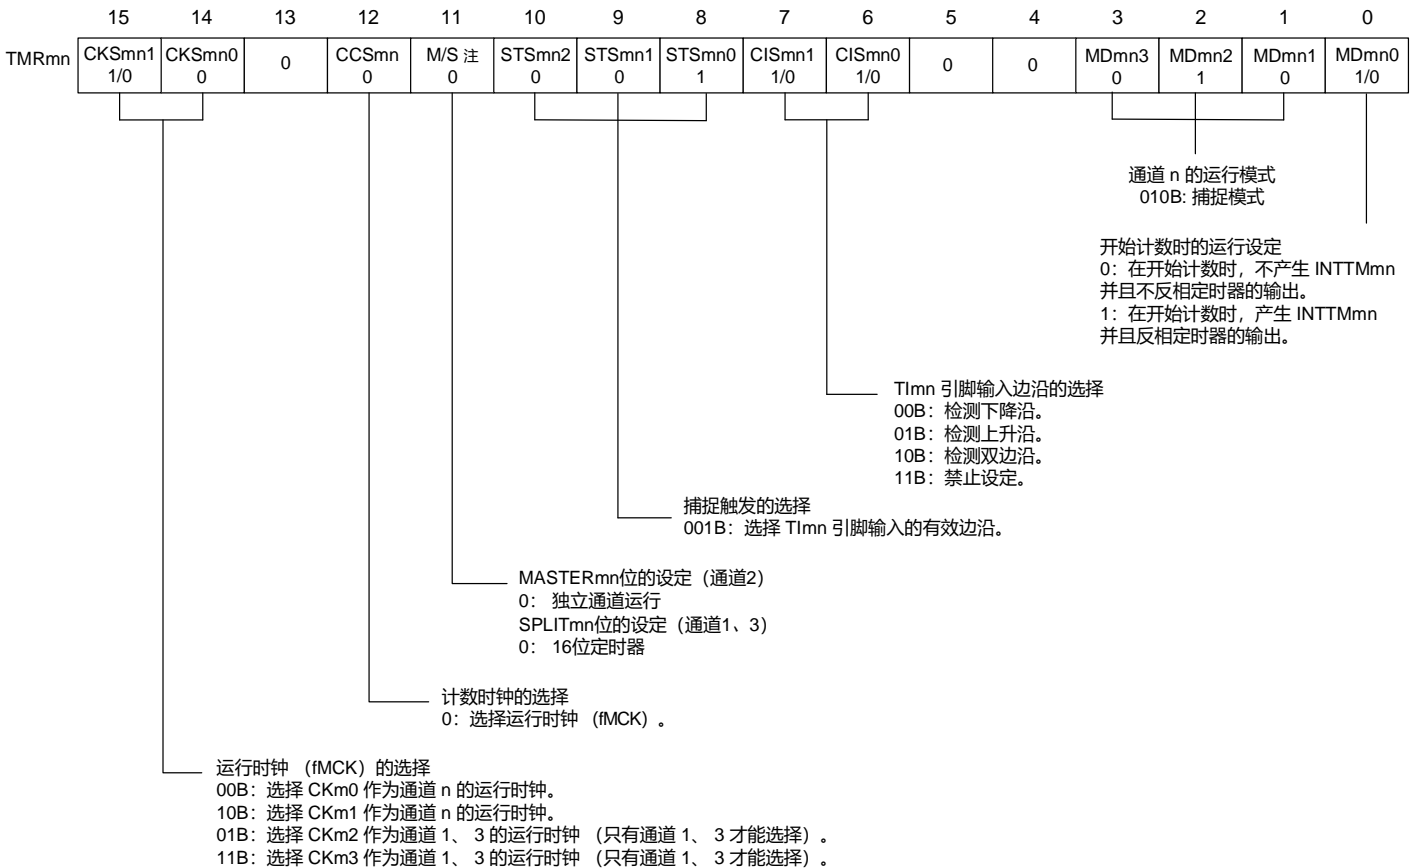 15 14 13 12 11 10 9 8 7 6 5 4 3 2 1 0
TMRmn CKSmn1 CKSmn0 0 CCSmn M/S 注 STSmn2 STSmn1 STSmn0 CISmn1 CISmn0 0 0 MDmn3 MDmn2 MDmn1 MDmn0
1/0 0 0 0 0 0 1 1/0 1/0 0 1 0 1/0
通道 n 的运行模式
010B: 捕捉模式
开始计数时的运行设定
0：在开始计数时，不产生 INTTMmn
并且不反相定时器的输出。
1：在开始计数时，产生 INTTMmn
并且反相定时器的输出。
TImn 引脚输入边沿的选择
00B：检测下降沿。
01B：检测上升沿。
10B：检测双边沿。
11B：禁止设定。
捕捉触发的选择
001B：选择 TImn 引脚输入的有效边沿。
MASTERmn位的设定（通道2）
0： 独立通道运行
SPLITmn位的设定（通道1、3）
0： 16位定时器
计数时钟的选择
0：选择运行时钟 （fMCK）。
运行时钟 （fMCK）的选择
00B：选择 CKm0 作为通道 n 的运行时钟。
10B：选择 CKm1 作为通道 n 的运行时钟。
01B：选择 CKm2 作为通道 1、 3 的运行时钟 （只有通道 1、 3 才能选择）。
11B：选择 CKm3 作为通道 1、 3 的运行时钟 （只有通道 1、 3 才能选择）。